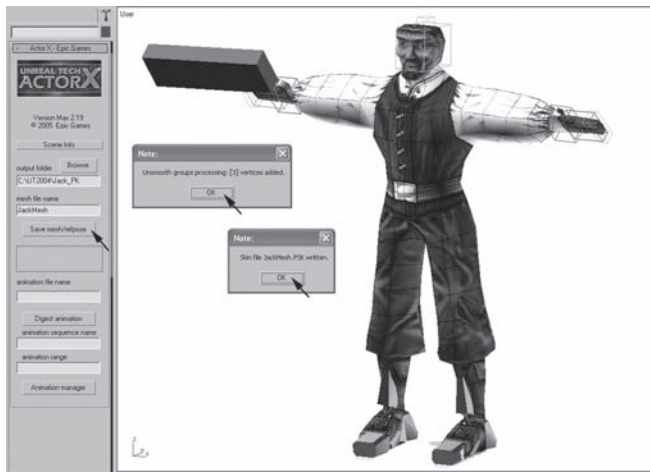 Actor X - Epic Games
UNREAL TECH
ACTORX
Version Max 2.19
© 2005 Epic Games
Scene Info
output folder
Browse
C:\UT2004\Jack_PK
mesh file name
JackMesh
Save mesh/refpose
animation file name
Digest animation
animation sequence name
animation range
Animation manager
User
Note:
Unsmooth groups processing: [3] vertices added.
OK
Note:
Skin file JackMesh.PSK written.
OK